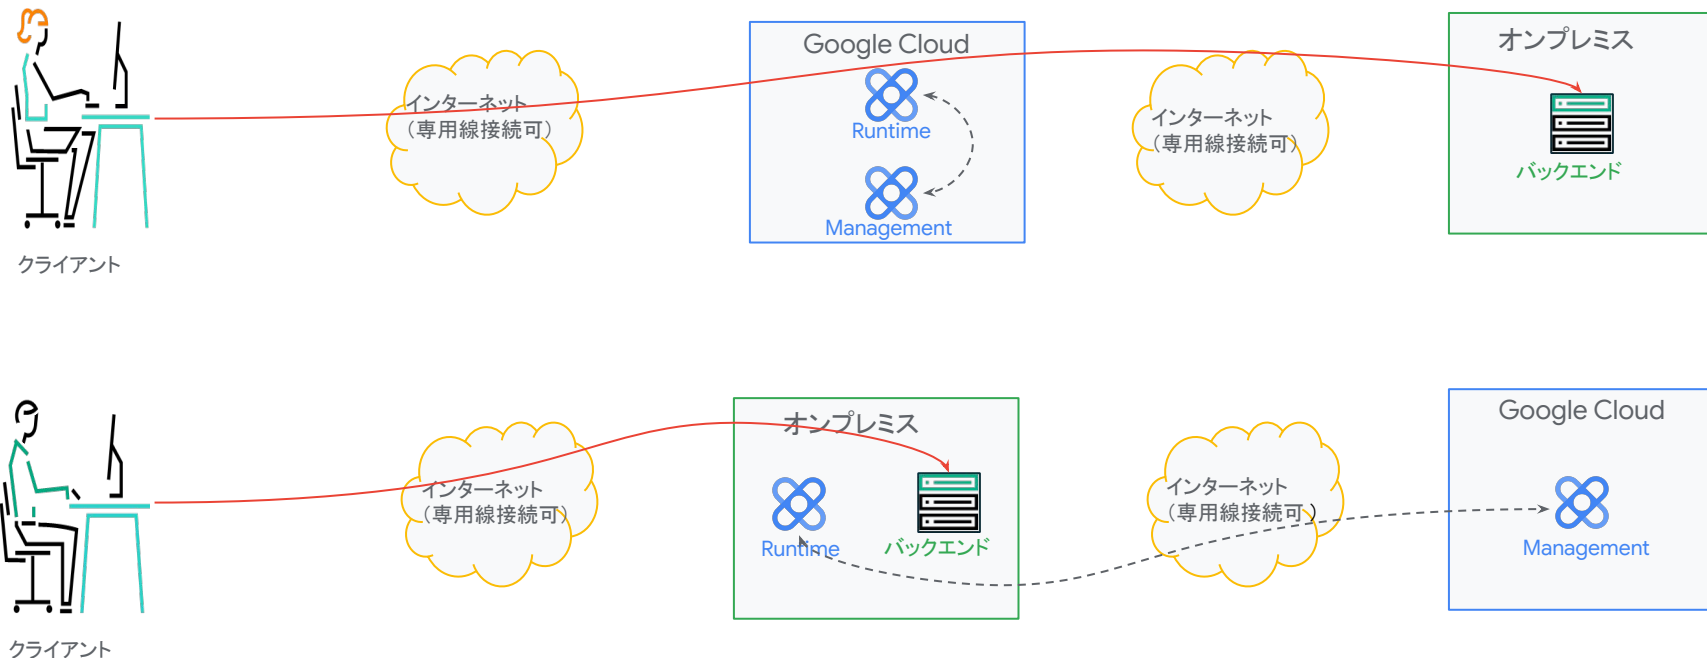 Google Cloud
オンプレミス
インターネット
(専用線接続可)
Runtime
インターネット
(専用線接続可)
バックエンド
Management
クライアント
オンプレミス
Google Cloud
インターネット
(専用線接続可)
インターネット
(専用線接続可)
Runtime
バックエンド
Management
クライアント